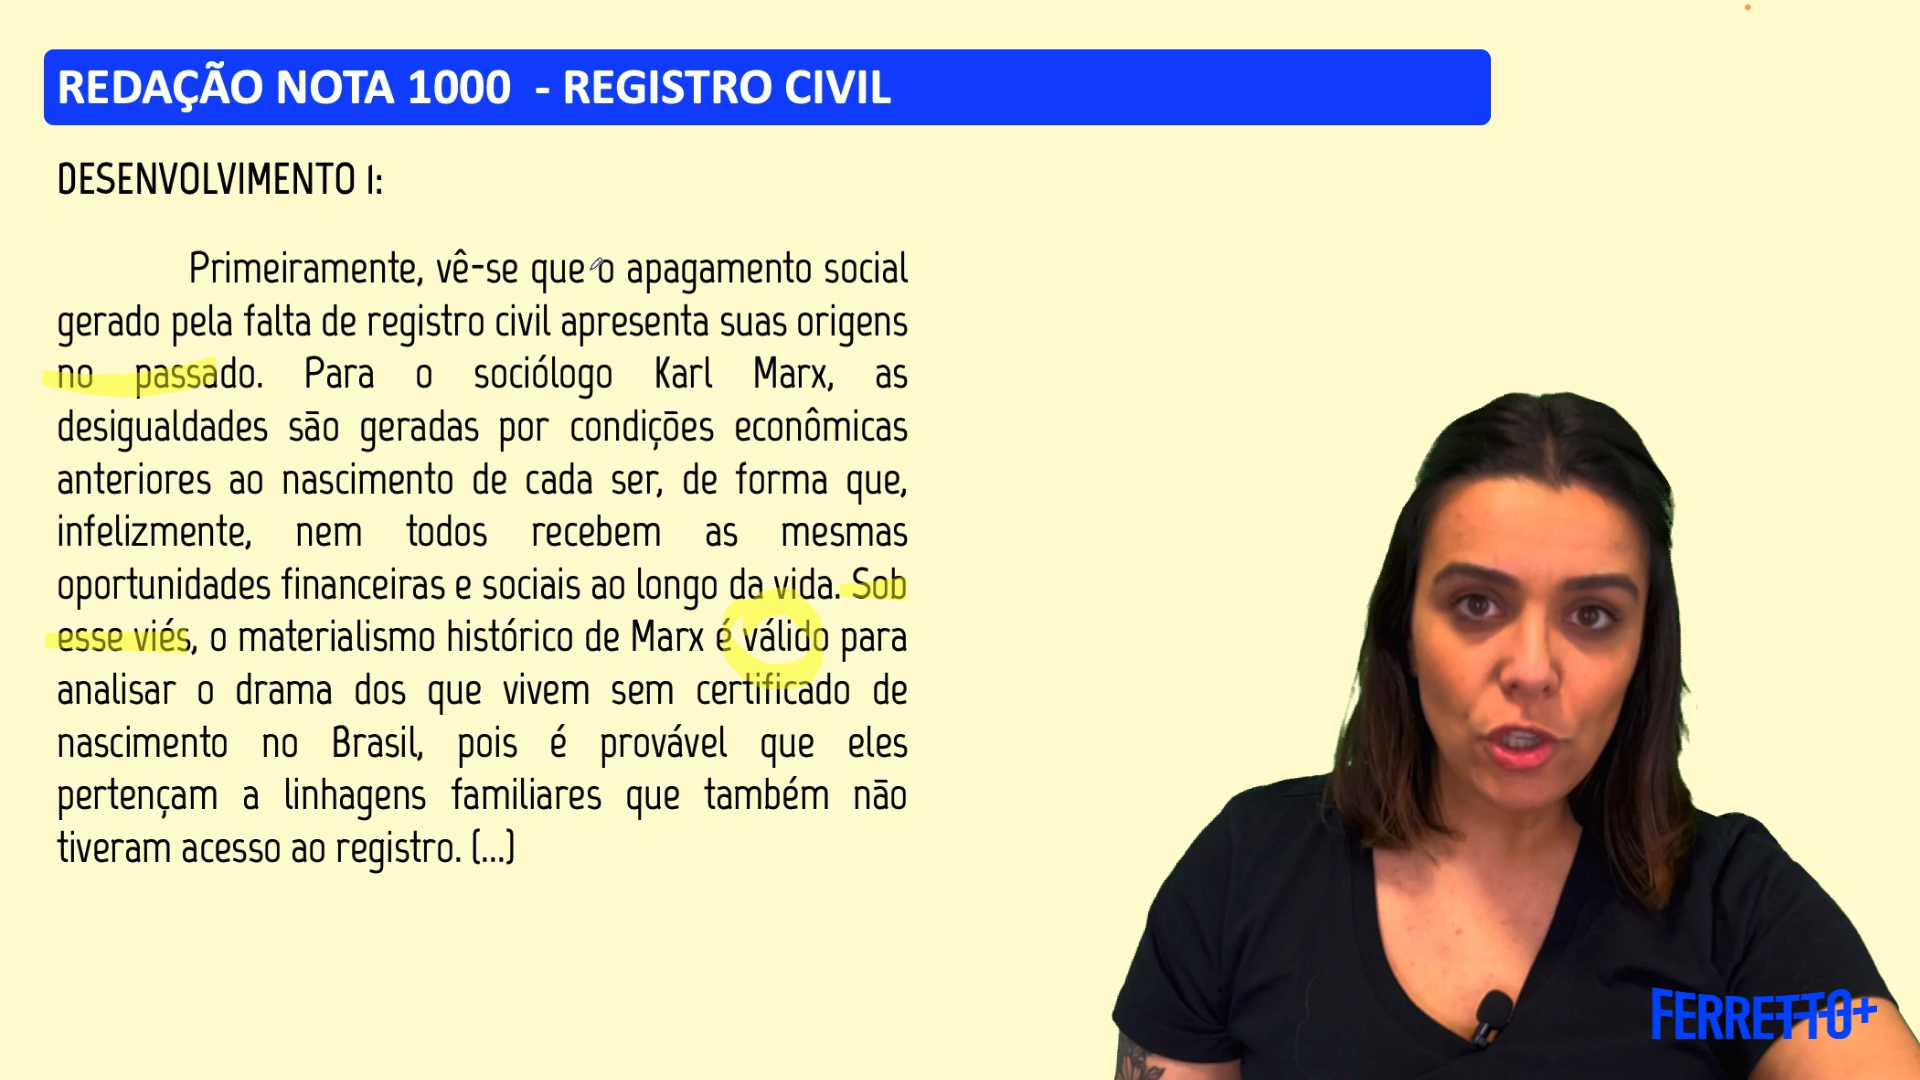 REDAÇÃO NOTA 1000 - REGISTRO CIVIL
DESENVOLVIMENTO I:
Primeiramente, vê-se que o apagamento social
gerado pela falta de registro civil apresenta suas origens
no passado. Para o sociólogo Karl Marx, as
desigualdades são geradas por condições econômicas
anteriores ao nascimento de cada ser, de forma que,
infelizmente, nem todos recebem as mesmas
oportunidades financeiras e sociais ao longo da vida. Sob
esse viés, o materialismo histórico de Marx é válido para
analisar o drama dos que vivem sem certificado de
nascimento no Brasil, pois é provável que eles
pertençam a linhagens familiares que também não
tiveram acesso ao registro. (...)
FERRETTO+